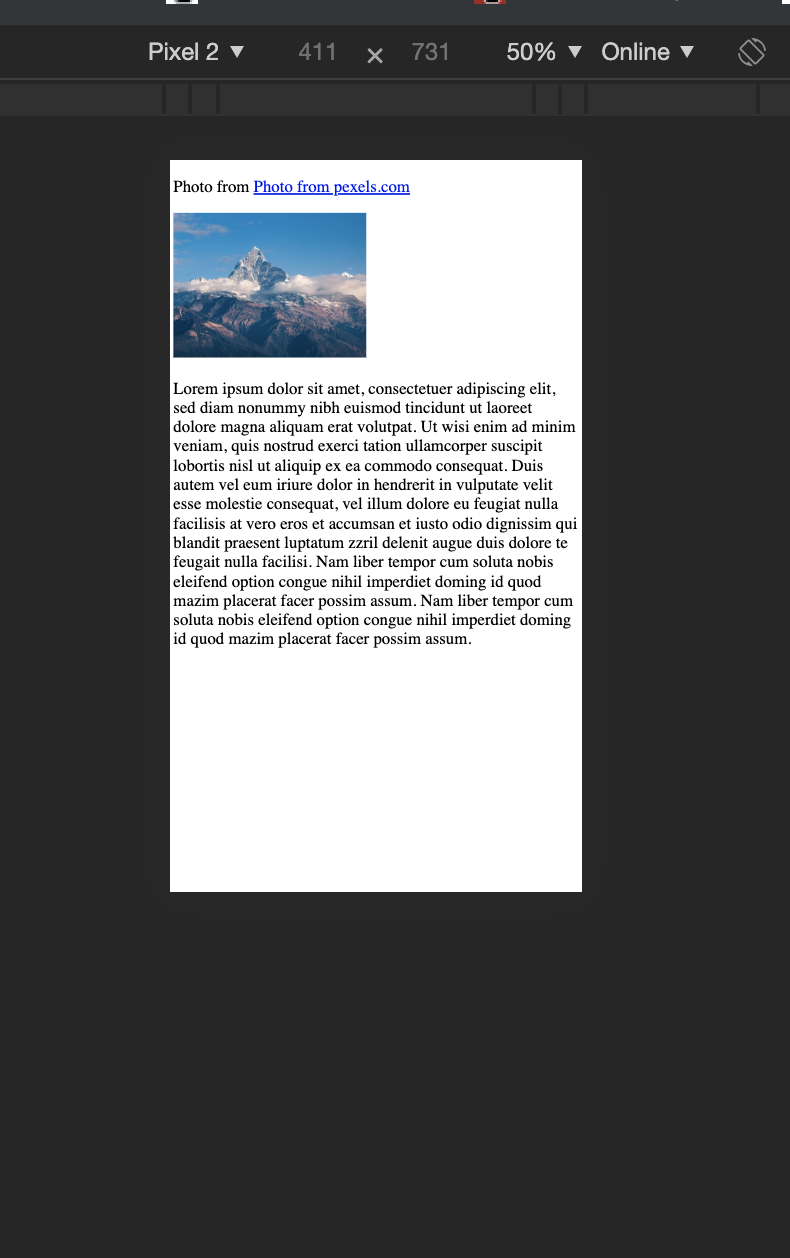 Pixel 2 ▼ 411 × 731 50% ▼ Online ▼
Photo from Photo from pexels.com
Lorem ipsum dolor sit amet, consectetuer adipiscing elit,
sed diam nonummy nibh euismod tincidunt ut laoreet
dolore magna aliquam erat volutpat. Ut wisi enim ad minim
veniam, quis nostrud exerci tation ullamcorper suscipit
lobortis nisl ut aliquip ex ea commodo consequat. Duis
autem vel eum iriure dolor in hendrerit in vulputate velit
esse molestie consequat, vel illum dolore eu feugiat nulla
facilisis at vero eros et accumsan et iusto odio dignissim qui
blandit praesent luptatum zzril delenit augue duis dolore te
feugait nulla facilisi. Nam liber tempor cum soluta nobis
eleifend option congue nihil imperdiet doming id quod
mazim placerat facer possim assum. Nam liber tempor cum
soluta nobis eleifend option congue nihil imperdiet doming
id quod mazim placerat facer possim assum.